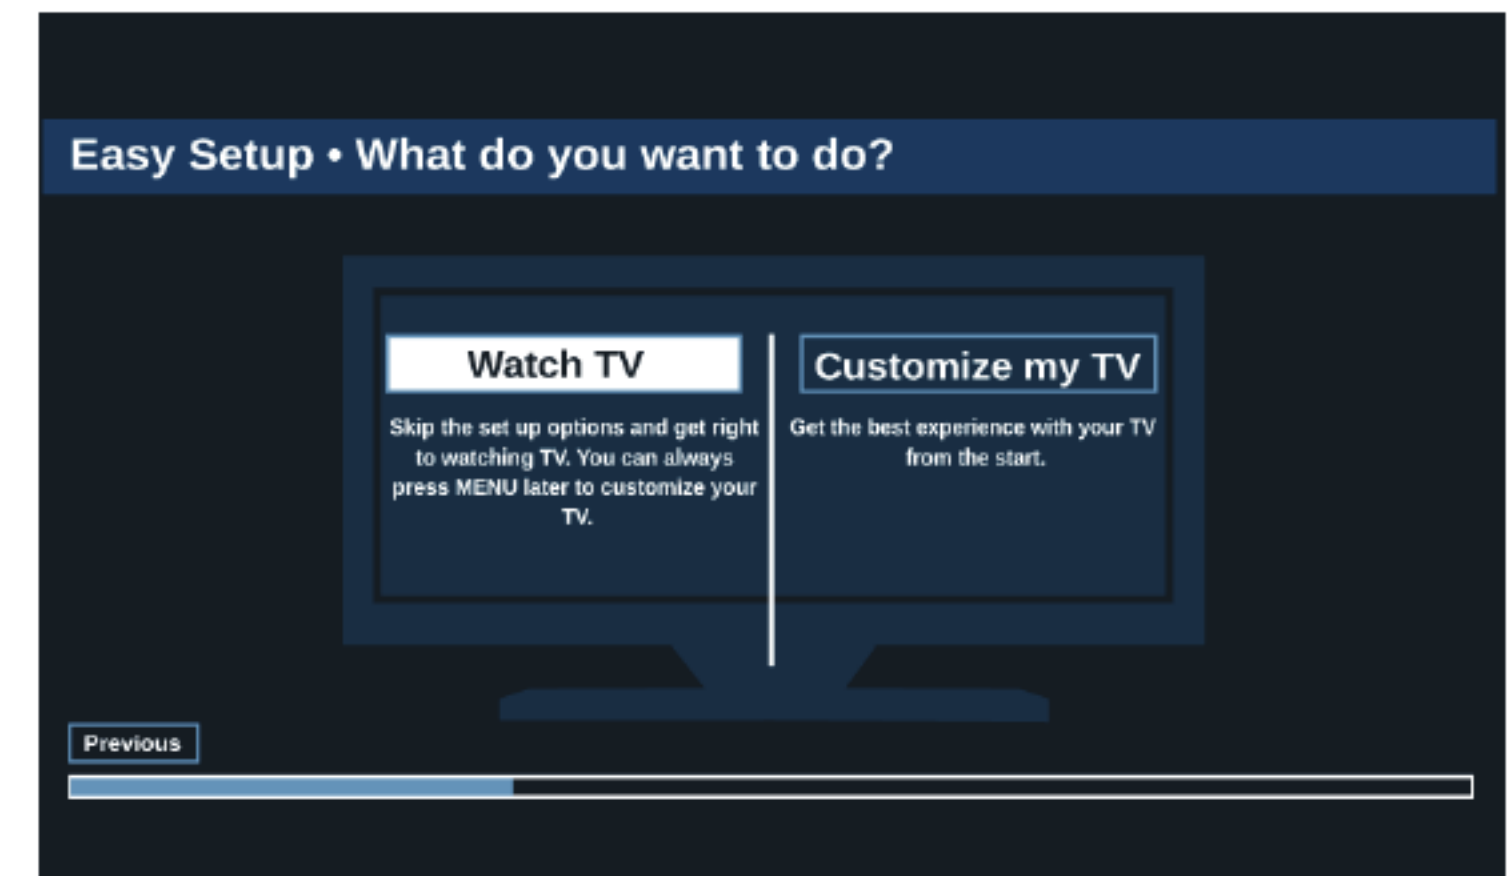 Easy Setup • What do you want to do?
Watch TV
Skip the set up options and get right
to watching TV. You can always
press MENU later to customize your
TV.
Customize my TV
Get the best experience with your TV
from the start.
Previous